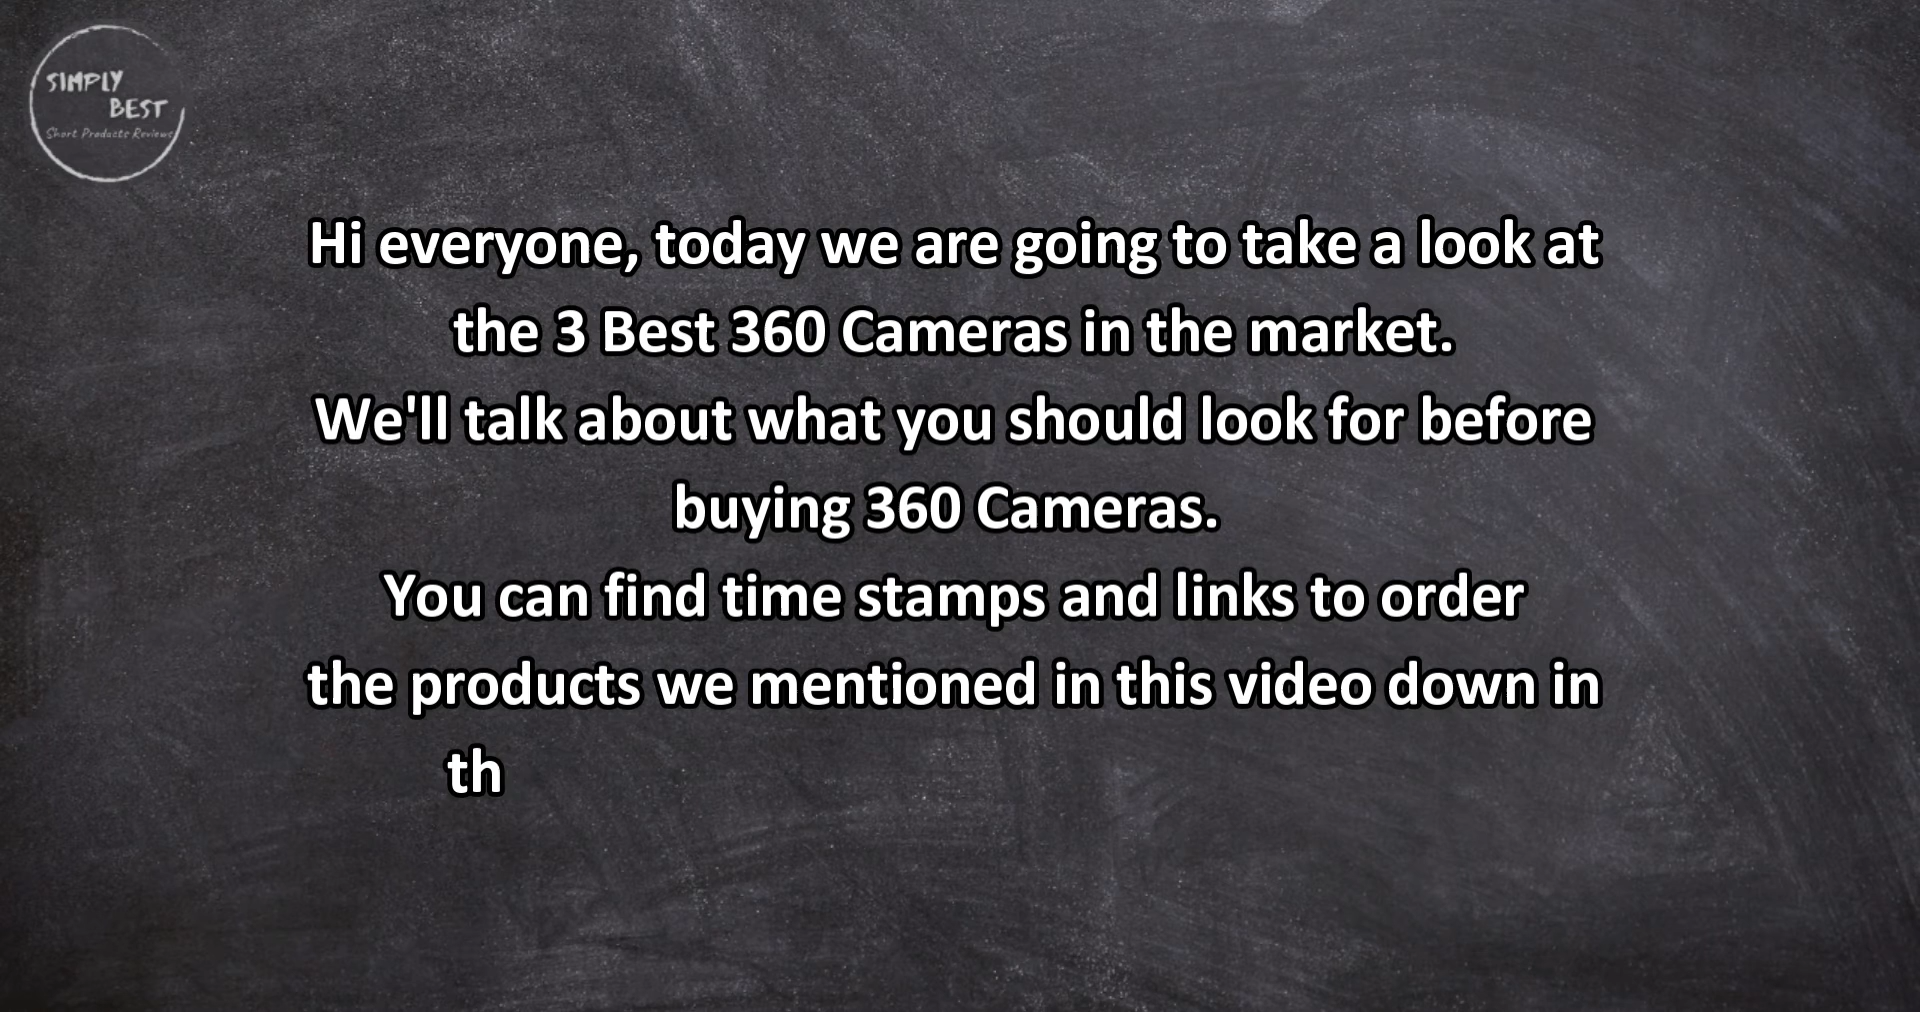 SIMPLY
BEST
Short Products Reviews
Hi everyone, today we are going to take a look at
the 3 Best 360 Cameras in the market.
We'll talk about what you should look for before
buying 360 Cameras.
You can find time stamps and links to order
the products we mentioned in this video down in
th